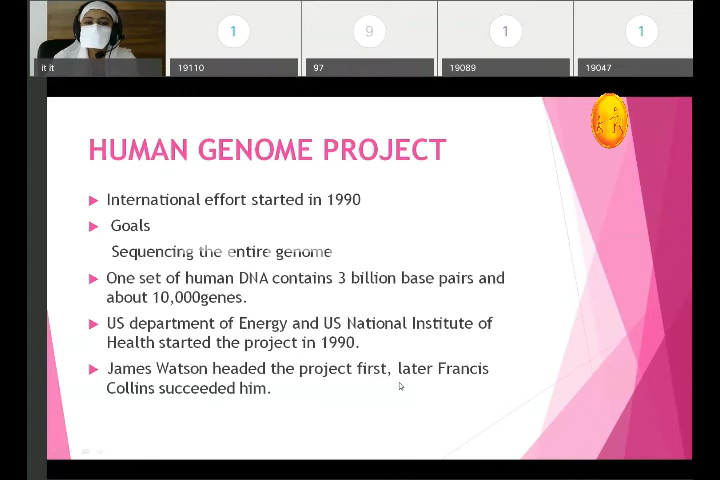 1
9
1
1
it it
19110
97
19089
19047
HUMAN GENOME PROJECT
International effort started in 1990
Goals
Sequencing the entire genome
One set of human DNA contains 3 billion base pairs and
about 10,000genes.
US department of Energy and US National Institute of
Health started the project in 1990.
James Watson headed the project first, later Francis
Collins succeeded him.